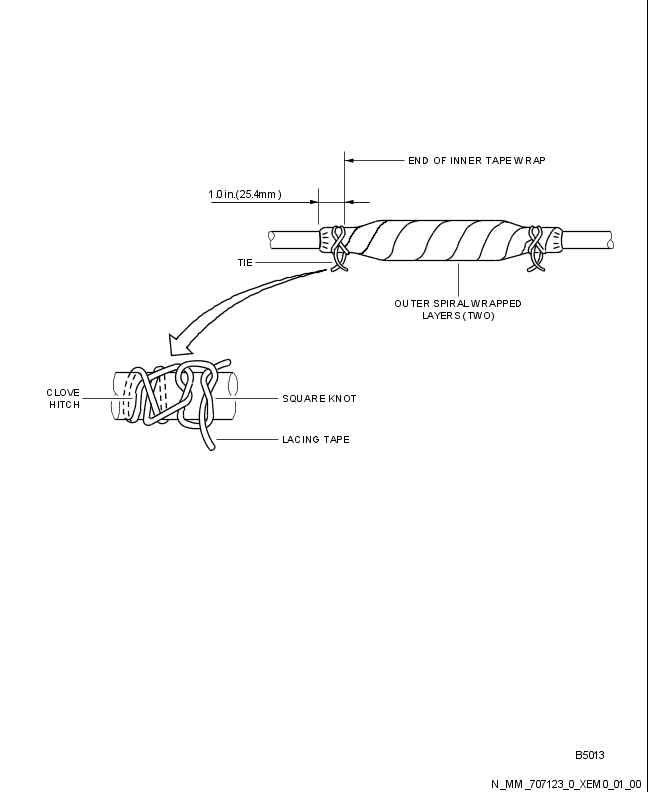 END OF INNER TAPE WRAP
1.0 in.(25.4mm)
TIE
OUTER SPIRAL WRAPPED
LAYERS (TWO)
CLOVE
HITCH
SQUARE KNOT
LACING TAPE
B5013
N_MM_707123_0_XEM0_01_00